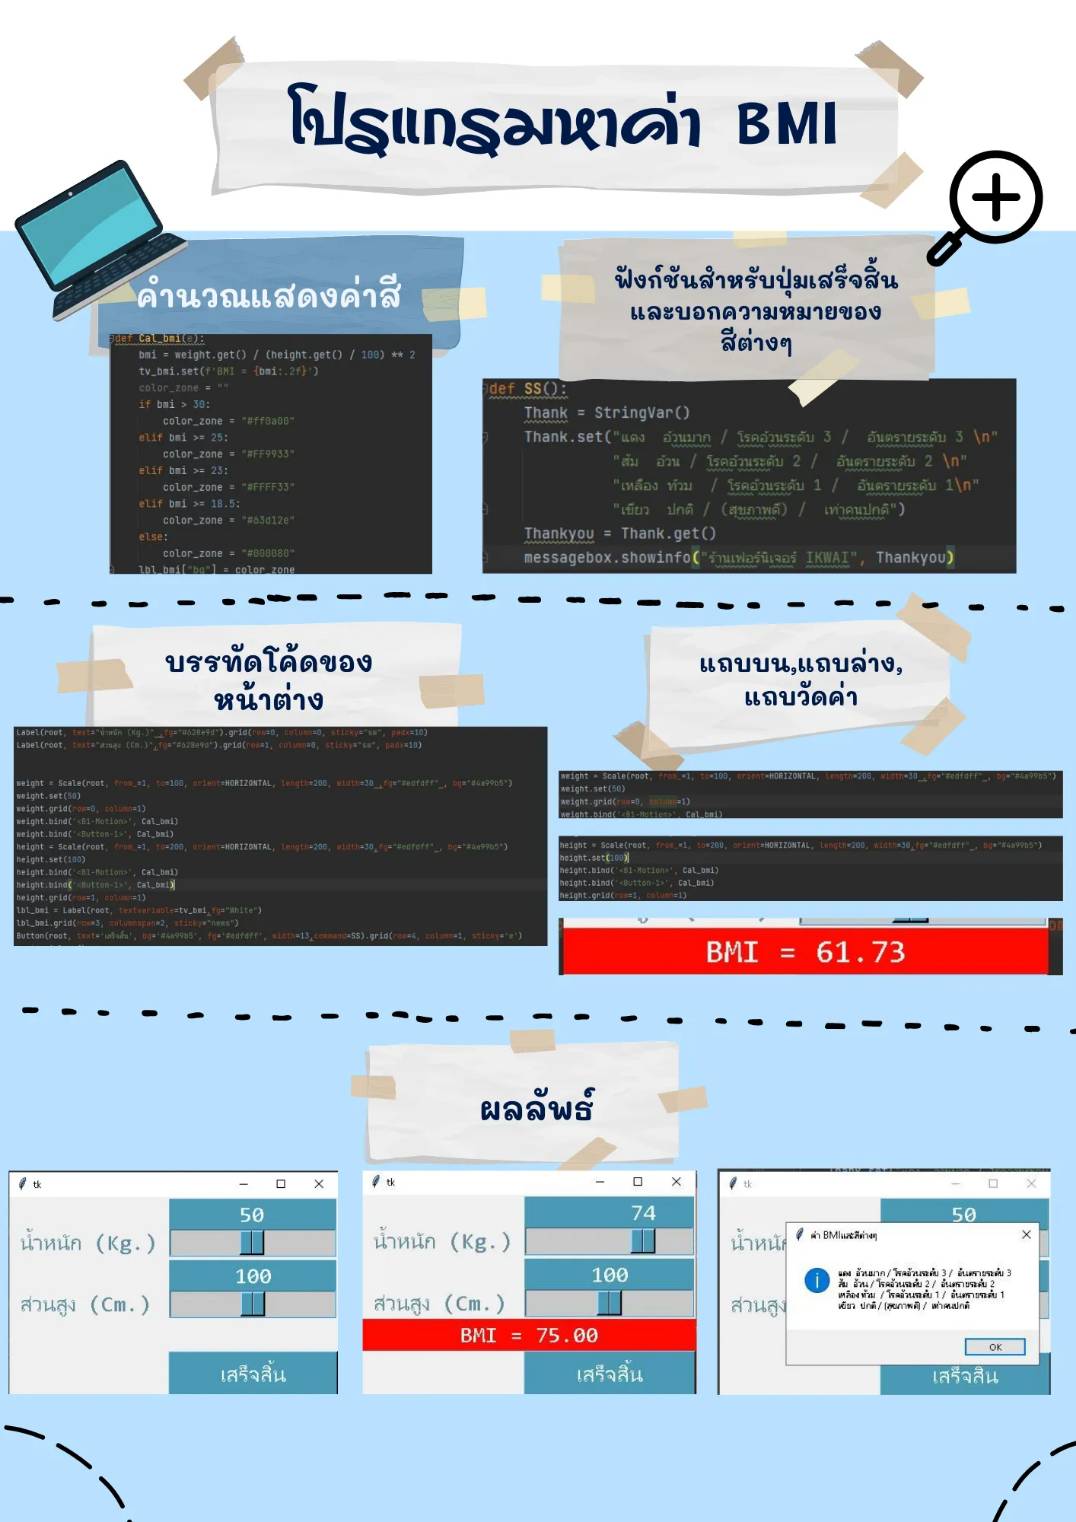 โปรแกรมหาค่า BMI
คำนวณแสดงค่าสี
def Cal_bmi(e):
bmi = weight.get() / (height.get() / 100) ** 2
tv_bmi.set(f'BMI = {bmi:.2f}')
color_zone = ""
if bmi > 30:
color_zone = "#ff0a00"
elif bmi >= 25:
color_zone = "#FF9933"
elif bmi >= 23:
color_zone = "#FFFF33"
elif bmi >= 18.5:
color_zone = "#63d12e"
else:
color_zone = "#000080"
lbl_bmi["bg"] = color_zone
ฟังก์ชันสำหรับปุ่มเสร็จสิ้น
และบอกความหมายของ
สีต่างๆ
def SS():
Thank = StringVar()
Thank.set("แดง อ้วนมาก / โรคอ้วนระดับ 3 / อันตรายระดับ 3 \n"
"ส้ม อ้วน / โรคอ้วนระดับ 2 / อันตรายระดับ 2 \n"
"เหลือง ท้วม / โรคอ้วนระดับ 1 / อันตรายระดับ 1\n"
"เขียว ปกติ / (สุขภาพดี) / เท่าคนปกติ")
Thankyou = Thank.get()
messagebox.showinfo("ร้านเฟอร์นิเจอร์ IKWAI", Thankyou)
บรรทัดโค้ดของ
หน้าต่าง
Label(root, text="น้ำหนัก (Kg.)" ,fg="#628e9d").grid(row=0, column=0, sticky="sw", padx=10)
Label(root, text="ส่วนสูง (Cm.)",fg="#628e9d").grid(row=1, column=0, sticky="sw", padx=10)
weight = Scale(root, from_=1, to=100, orient=HORIZONTAL, length=200, width=30 ,fg="#edfdff" , bg="#4a99b5")
weight.set(50)
weight.grid(row=0, column=1)
weight.bind('<B1-Motion>', Cal_bmi)
weight.bind('<Button-1>', Cal_bmi)
height = Scale(root, from_=1, to=200, orient=HORIZONTAL, length=200, width=30,fg="#edfdff" , bg="#4a99b5")
height.set(100)
height.bind('<B1-Motion>', Cal_bmi)
height.bind('<Button-1>', Cal_bmi)
height.grid(row=1, column=1)
lbl_bmi = Label(root, textvariable=tv_bmi,fg="White")
lbl_bmi.grid(row=3, columnspan=2, sticky="news")
Button(root, text='เสร็จสิ้น', bg='#4a99b5', fg='#edfdff', width=13,command=SS).grid(row=4, column=1, sticky='e')
แถบบน,แถบล่าง,
แถบวัดค่า
weight = Scale(root, from_=1, to=100, orient=HORIZONTAL, length=200, width=30 ,fg="#edfdff" , bg="#4a99b5")
weight.set(50)
weight.grid(row=0, column=1)
weight.bind('<B1-Motion>', Cal_bmi)
height = Scale(root, from_=1, to=200, orient=HORIZONTAL, length=200, width=30,fg="#edfdff" , bg="#4a99b5")
height.set(100)
height.bind('<B1-Motion>', Cal_bmi)
height.bind('<Button-1>', Cal_bmi)
height.grid(row=1, column=1)
BMI = 61.73
ผลลัพธ์
tk
50
น้ำหนัก (Kg.)
100
ส่วนสูง (Cm.)
เสร็จสิ้น
tk
74
น้ำหนัก (Kg.)
100
ส่วนสูง (Cm.)
BMI = 75.00
เสร็จสิ้น
tk
50
น้ำหนัก
ส่วนสูง
ค่า BMIและสีต่างๆ
แดง อ้วนมาก / โรคอ้วนระดับ 3 / อันตรายระดับ 3
ส้ม อ้วน / โรคอ้วนระดับ 2 / อันตรายระดับ 2
เหลือง ท้วม / โรคอ้วนระดับ 1 / อันตรายระดับ 1
เขียว ปกติ / (สุขภาพดี) / เท่าคนปกติ
OK
เสร็จสิ้น